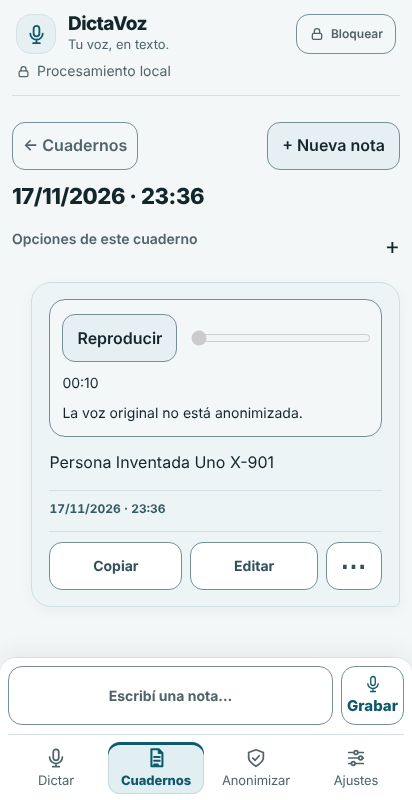 DictaVoz
Tu voz, en texto.
Bloquear
Procesamiento local
← Cuadernos
+ Nueva nota
17/11/2026 · 23:36
Opciones de este cuaderno
+
Reproducir
00:10
La voz original no está anonimizada.
Persona Inventada Uno X-901
17/11/2026 · 23:36
Copiar
Editar
...
Escribí una nota...
Grabar
Dictar
Cuadernos
Anonimizar
Ajustes